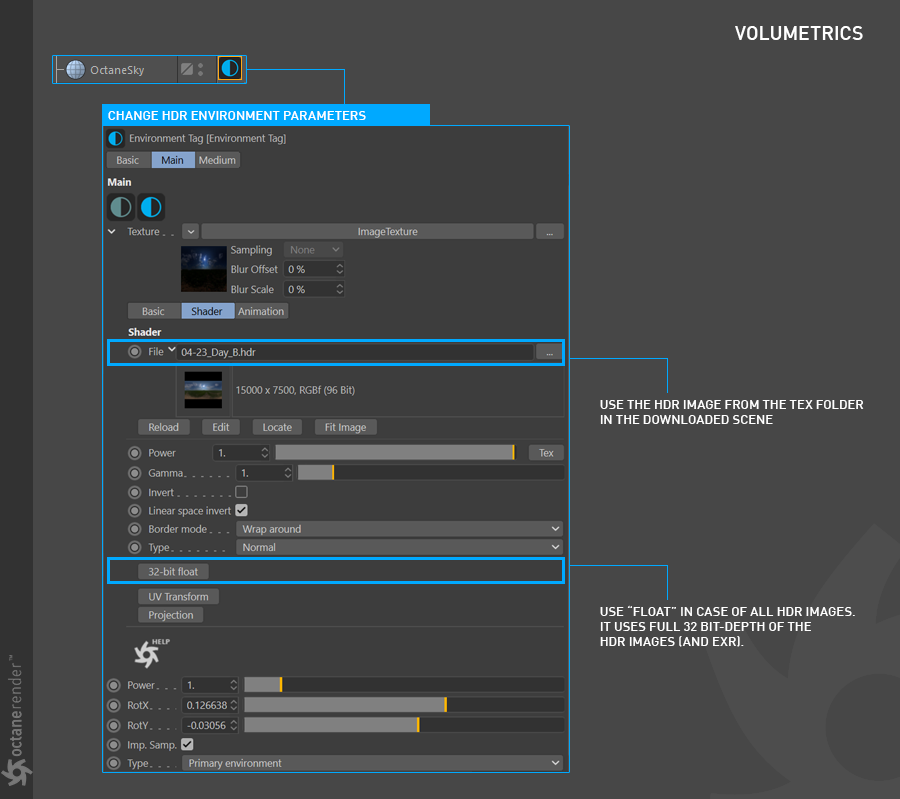 VOLUMETRICS
OctaneSky
CHANGE HDR ENVIRONMENT PARAMETERS
Environment Tag [Environment Tag]
Basic Main Medium
Main
Texture . . ImageTexture ...
Sampling None
Blur Offset 0 %
Blur Scale 0 %
Basic Shader Animation
Shader
File 04-23_Day_B.hdr ...
15000 x 7500, RGBf (96 Bit)
USE THE HDR IMAGE FROM THE TEX FOLDER
IN THE DOWNLOADED SCENE
Reload Edit Locate Fit Image
Power 1. Tex
Gamma. . . . . . 1.
Invert . . . . . . .
Linear space invert
Border mode . . . Wrap around
Type. . . . . . . Normal
32-bit float
UV Transform
Projection
USE "FLOAT" IN CASE OF ALL HDR IMAGES.
IT USES FULL 32 BIT-DEPTH OF THE
HDR IMAGES (AND EXR).
HELP
Power. . . 1.
RotX. . . . 0.126638
RotY. . . . -0.03056
Imp. Samp.
Type. . . . Primary environment
octanerender™